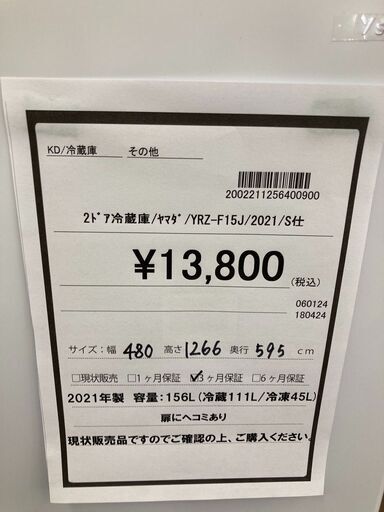 KD/冷蔵庫 その他
2002211256400900
2ﾄﾞｱ冷蔵庫/ﾔﾏﾀﾞ/YRZ-F15J/2021/S仕
¥13,800(税込)
060124
180424
サイズ:幅 480 高さ 1266 奥行 595 cm
□現状販売 □1ヶ月保証 ☑3ヶ月保証 □6ヶ月保証
2021年製 容量:156L(冷蔵111L/冷凍45L)
扉にヘコミあり
現状販売品ですのでご確認の上、ご購入ください。